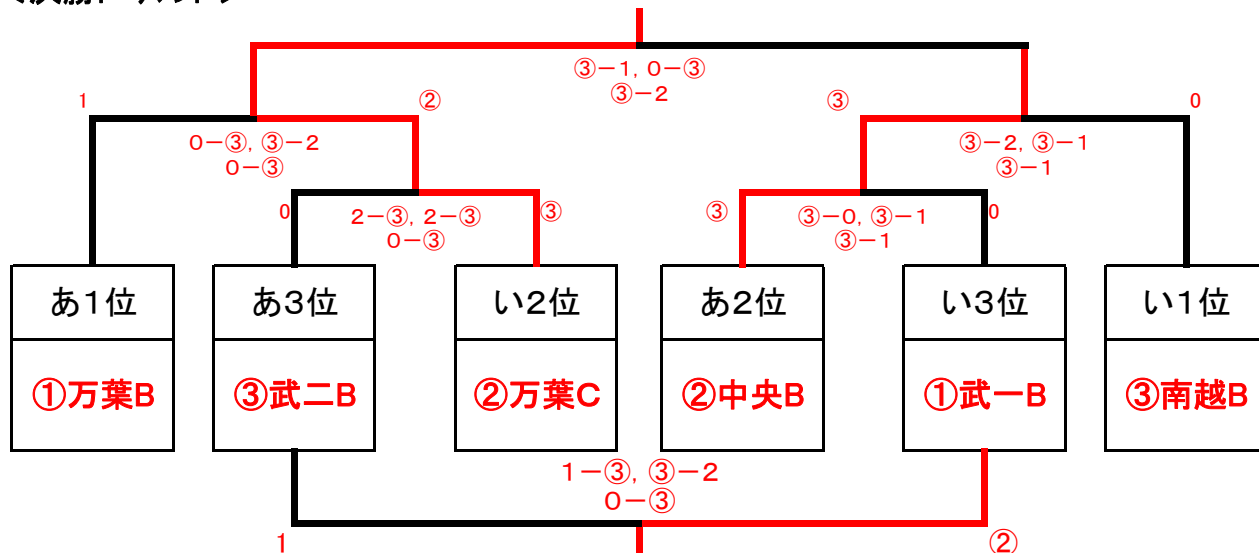 ③－1, 0－③
③－2
1
②
③
0
0－③, ③－2
0－③
③－2, ③－1
③－1
0
2－③, 2－③
0－③
③
③
③－0, ③－1
③－1
0
あ1位
あ3位
い2位
あ2位
い3位
い1位
①万葉B
③武二B
②万葉C
②中央B
①武一B
③南越B
1－③, ③－2
0－③
1
②